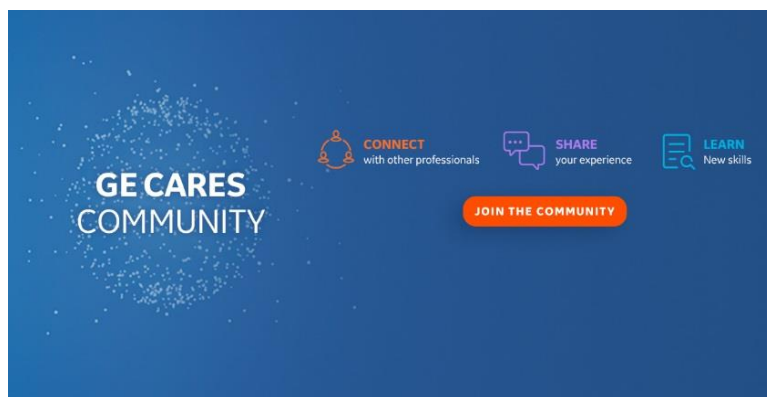 GE CARES
COMMUNITY
CONNECT
with other professionals
SHARE
your experience
LEARN
New skills
JOIN THE COMMUNITY